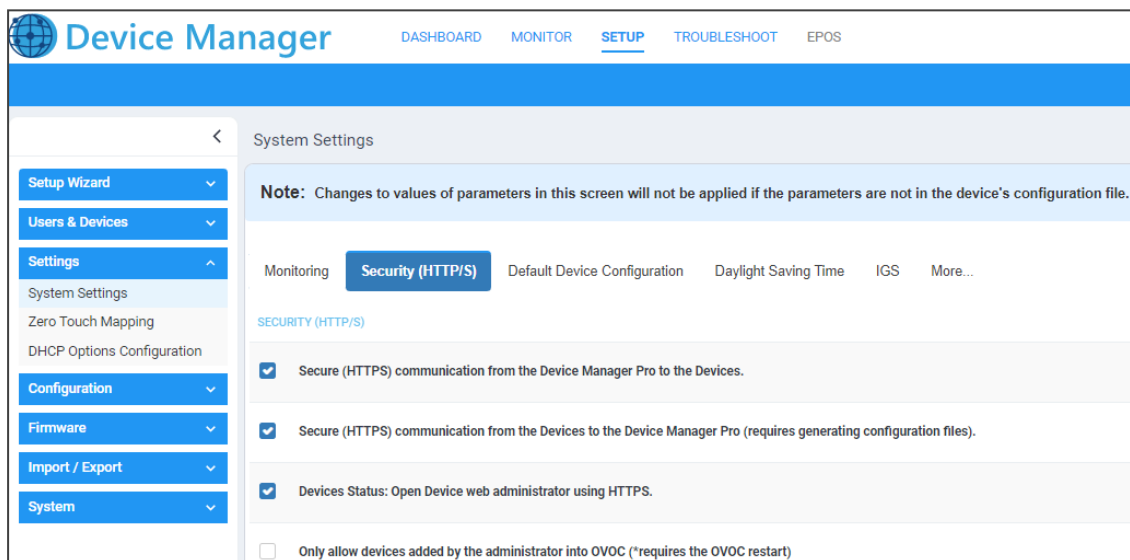 Device Manager
DASHBOARD MONITOR SETUP TROUBLESHOOT EPOS
System Settings
Setup Wizard
Users & Devices
Settings
System Settings
Zero Touch Mapping
DHCP Options Configuration
Configuration
Firmware
Import / Export
System
Note: Changes to values of parameters in this screen will not be applied if the parameters are not in the device's configuration file.
Monitoring Security (HTTP/S) Default Device Configuration Daylight Saving Time IGS More...
SECURITY (HTTP/S)
Secure (HTTPS) communication from the Device Manager Pro to the Devices.
Secure (HTTPS) communication from the Devices to the Device Manager Pro (requires generating configuration files).
Devices Status: Open Device web administrator using HTTPS.
Only allow devices added by the administrator into OVOC (*requires the OVOC restart)